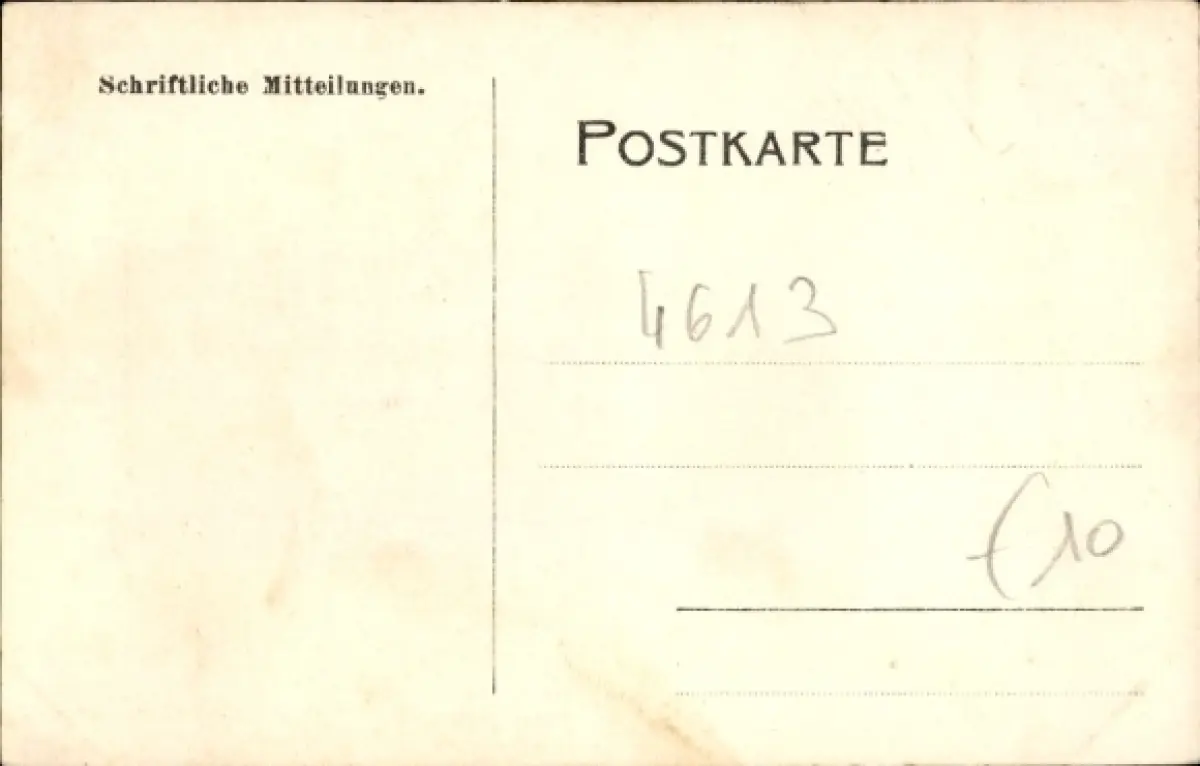 Schriftliche Mitteilungen.
POSTKARTE
4613
€10